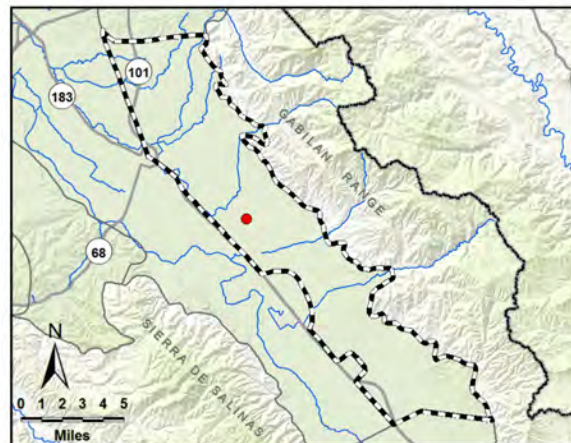 101
183
GABILAN RANGE
68
SIERRA DE SALINAS
N
0 1 2 3 4 5
Miles